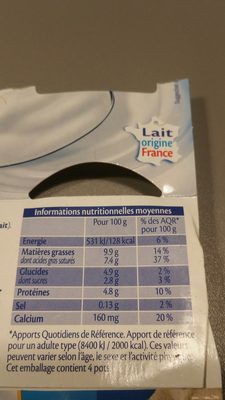 Lait
origine
France
Informations nutritionnelles moyennes
Pour 100 g % des AQR*
pour 100g
Energie 531 kJ/128 kcal 6 %
Matières grasses 9.9 g 14 %
dont acides gras saturés 7.4 g 37 %
Glucides 4.9 g 2 %
dont sucres 2.8 g 3 %
Protéines 4.8 g 10 %
Sel 0.13 g 2 %
Calcium 160 mg 20 %
*Apports Quotidiens de Référence. Apport de référence
pour un adulte type (8400 kJ / 2000 kcal). Ces valeurs
peuvent varier selon l'âge, le sexe et l'activité physique.
Cet emballage contient 4 pots.